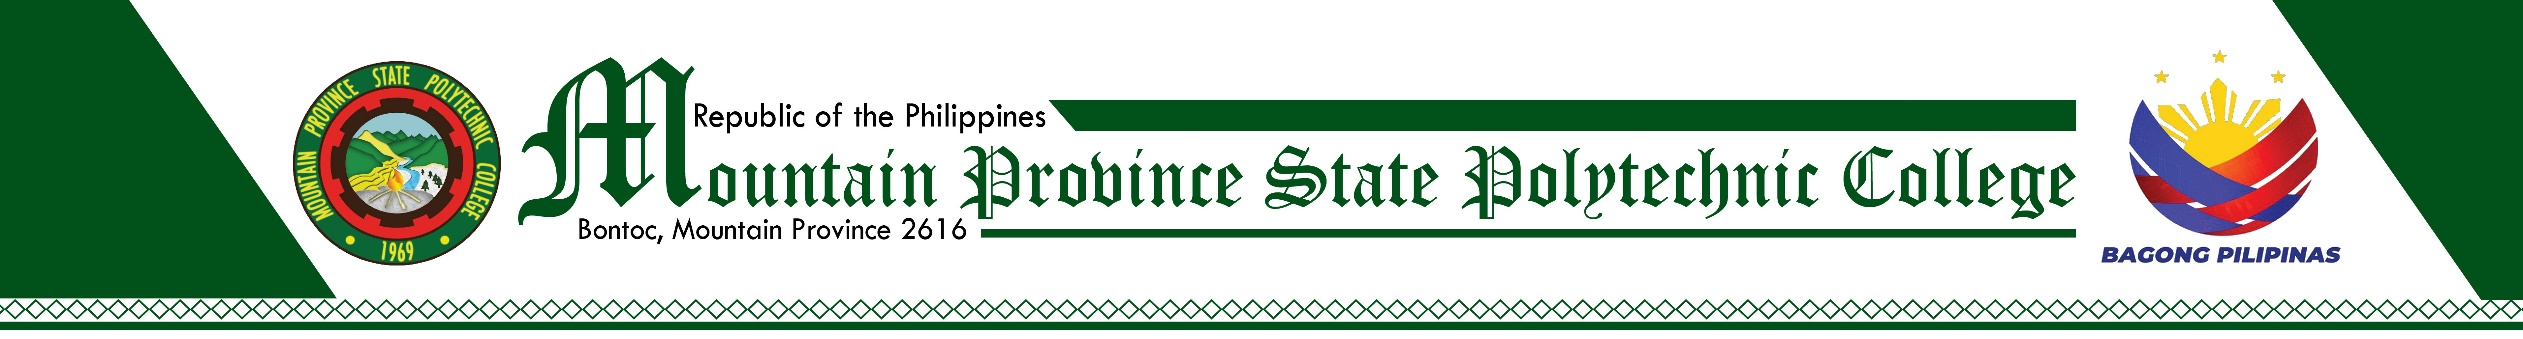 MOUNTAIN PROVINCE STATE POLYTECHNIC COLLEGE
1969
Republic of the Philippines
Mountain Province State Polytechnic College
Bontoc, Mountain Province 2616
BAGONG PILIPINAS